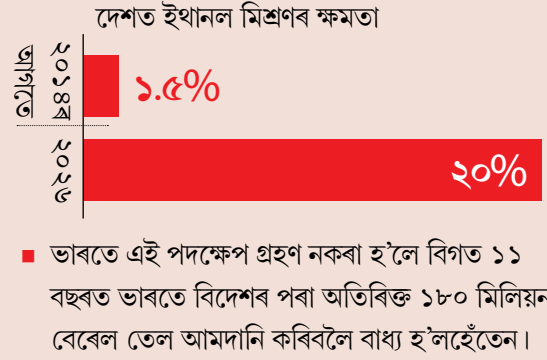 দেশত ইথানল মিশ্ৰণৰ ক্ষমতা
২০১৪ৰ
আগতে
১.৫%
২০২৬
২০%
ভাৰতে এই পদক্ষেপ গ্ৰহণ নকৰা হ’লে বিগত ১১
বছৰত ভাৰতে বিদেশৰ পৰা অতিৰিক্ত ১৮০ মিলিয়ন
বেৰেল তেল আমদানি কৰিবলৈ বাধ্য হ’লহেঁতেন।